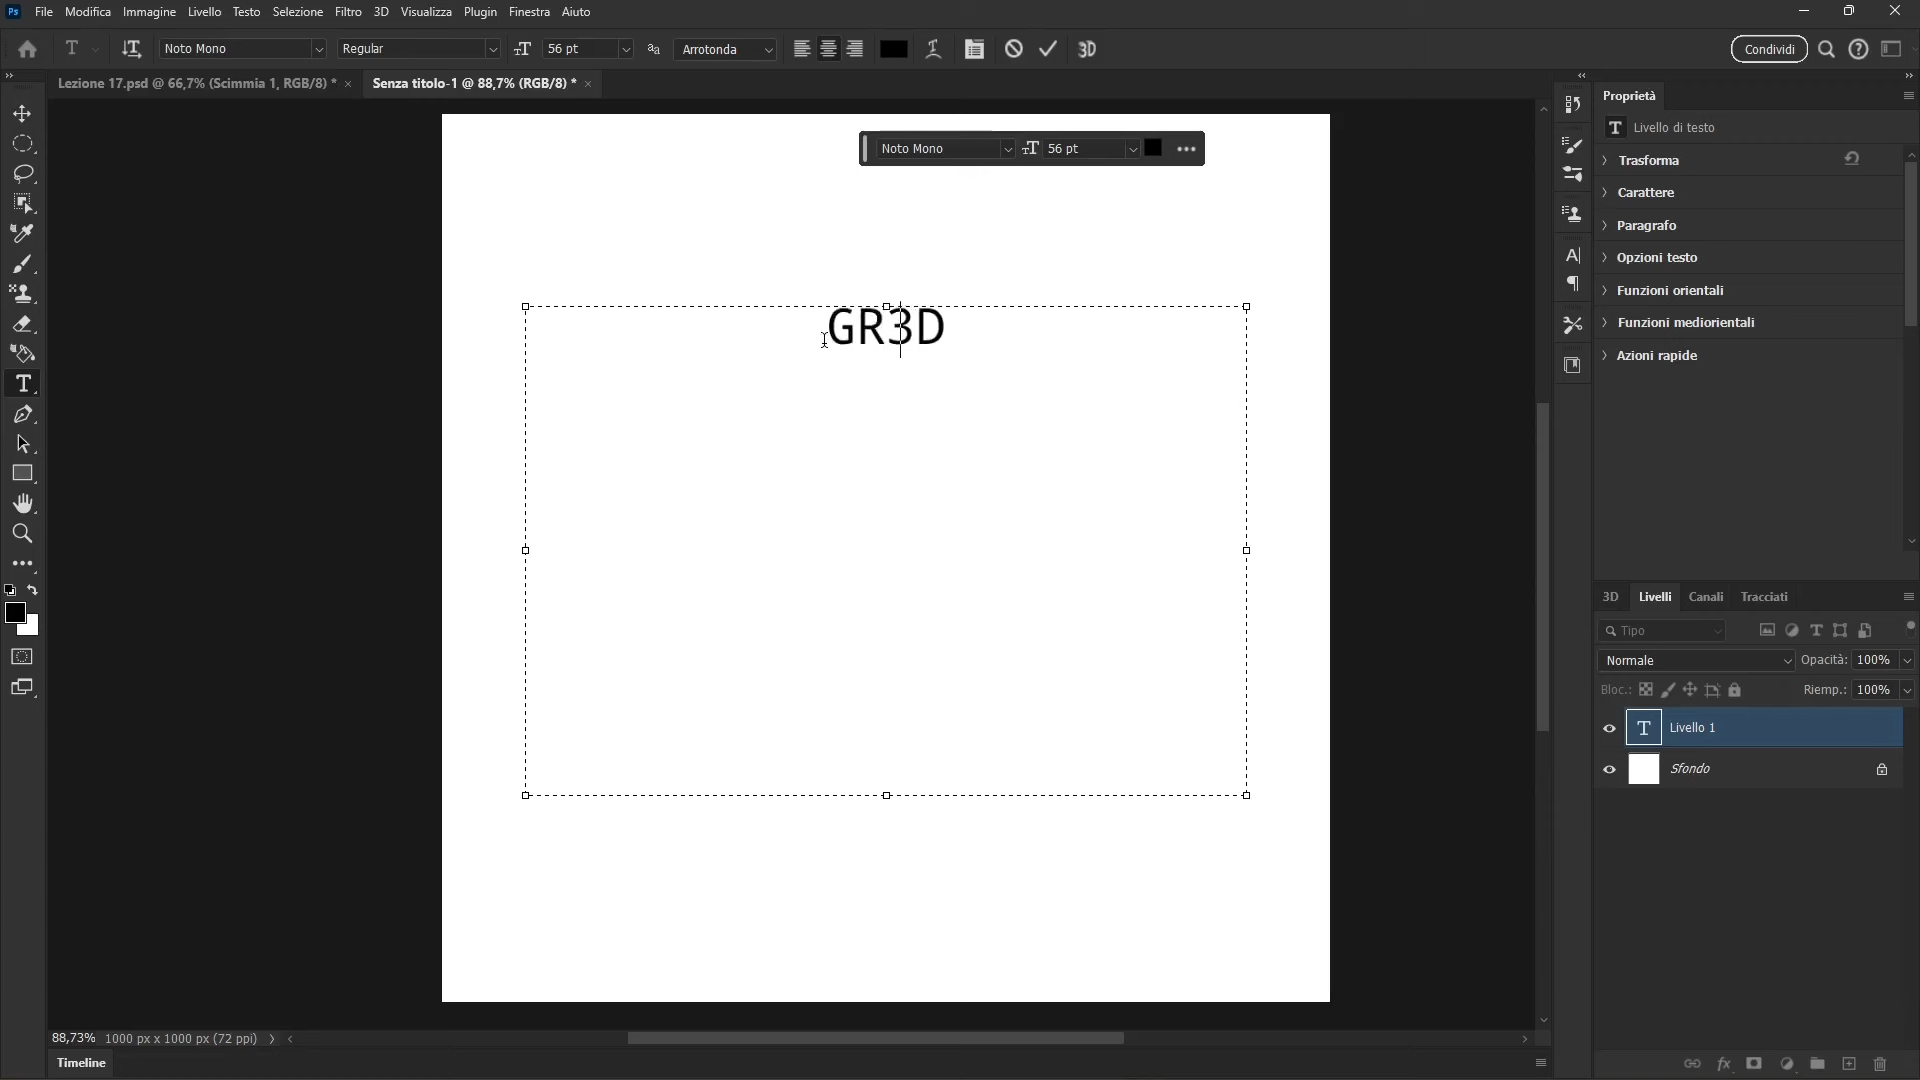 Ps File Modifica Immagine Livello Testo Selezione Filtro 3D Visualizza Plugin Finestra Aiuto
Noto Mono Regular 56 pt aa Arrotonda 3D Condividi
Lezione 17.psd @ 66,7% (Scimmia 1, RGB/8) * × Senza titolo-1 @ 88,7% (RGB/8) * ×
Noto Mono 56 pt
GR3D
Proprietà
Livello di testo
Trasforma
Carattere
Paragrafo
Opzioni testo
Funzioni orientali
Funzioni mediorientali
Azioni rapide
3D Livelli Canali Tracciati
Tipo
Normale Opacità: 100%
Bloc.: Riemp.: 100%
Livello 1
Sfondo
88,73% 1000 px x 1000 px (72 ppi)
Timeline